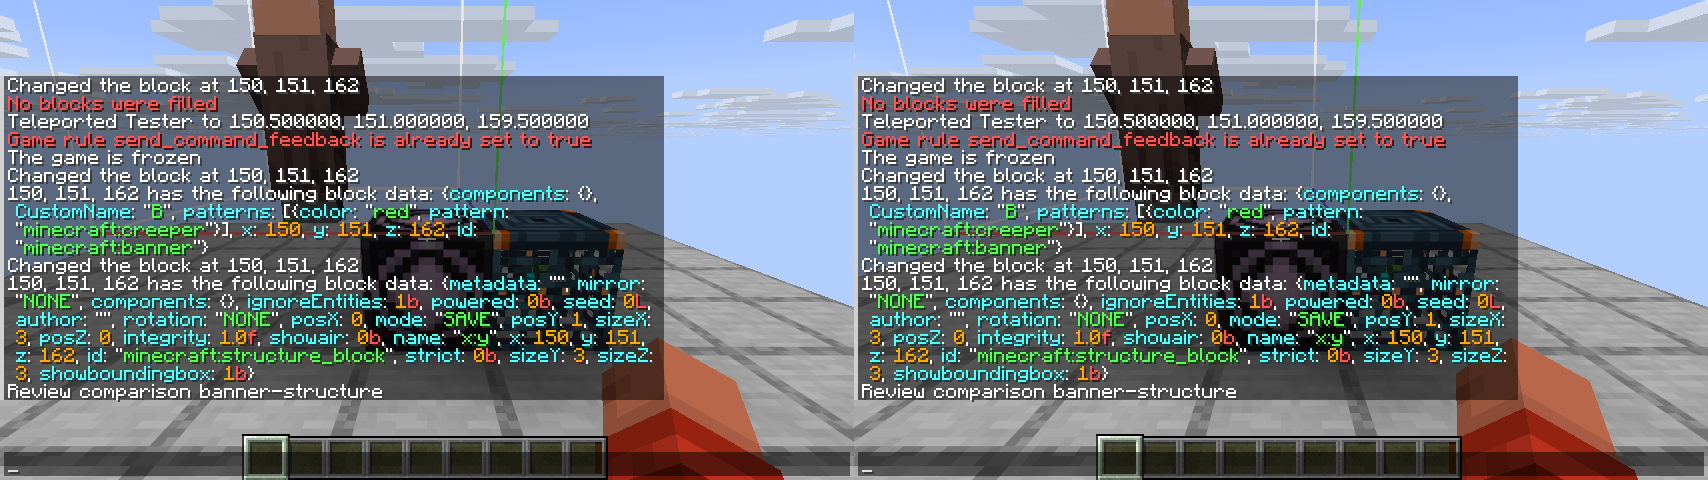 Changed the block at 150, 151, 162
No blocks were filled
Teleported Tester to 150.500000, 151.000000, 159.500000
Game rule send_command_feedback is already set to true
The game is frozen
Changed the block at 150, 151, 162
150, 151, 162 has the following block data: {components: {},
CustomName: "B", patterns: [{color: "red", pattern:
"minecraft:creeper"}], x: 150, y: 151, z: 162, id:
"minecraft:banner"}
Changed the block at 150, 151, 162
150, 151, 162 has the following block data: {metadata: "", mirror:
"NONE", components: {}, ignoreEntities: 1b, powered: 0b, seed: 0L,
author: "", rotation: "NONE", posX: 0, mode: "SAVE", posY: 1, sizeX:
3, posZ: 0, integrity: 1.0f, showair: 0b, name: "x:y", x: 150, y: 151,
z: 162, id: "minecraft:structure_block", strict: 0b, sizeY: 3, sizeZ:
3, showboundingbox: 1b}
Review comparison banner-structure
_
Changed the block at 150, 151, 162
No blocks were filled
Teleported Tester to 150.500000, 151.000000, 159.500000
Game rule send_command_feedback is already set to true
The game is frozen
Changed the block at 150, 151, 162
150, 151, 162 has the following block data: {components: {},
CustomName: "B", patterns: [{color: "red", pattern:
"minecraft:creeper"}], x: 150, y: 151, z: 162, id:
"minecraft:banner"}
Changed the block at 150, 151, 162
150, 151, 162 has the following block data: {metadata: "", mirror:
"NONE", components: {}, ignoreEntities: 1b, powered: 0b, seed: 0L,
author: "", rotation: "NONE", posX: 0, mode: "SAVE", posY: 1, sizeX:
3, posZ: 0, integrity: 1.0f, showair: 0b, name: "x:y", x: 150, y: 151,
z: 162, id: "minecraft:structure_block", strict: 0b, sizeY: 3, sizeZ:
3, showboundingbox: 1b}
Review comparison banner-structure
_